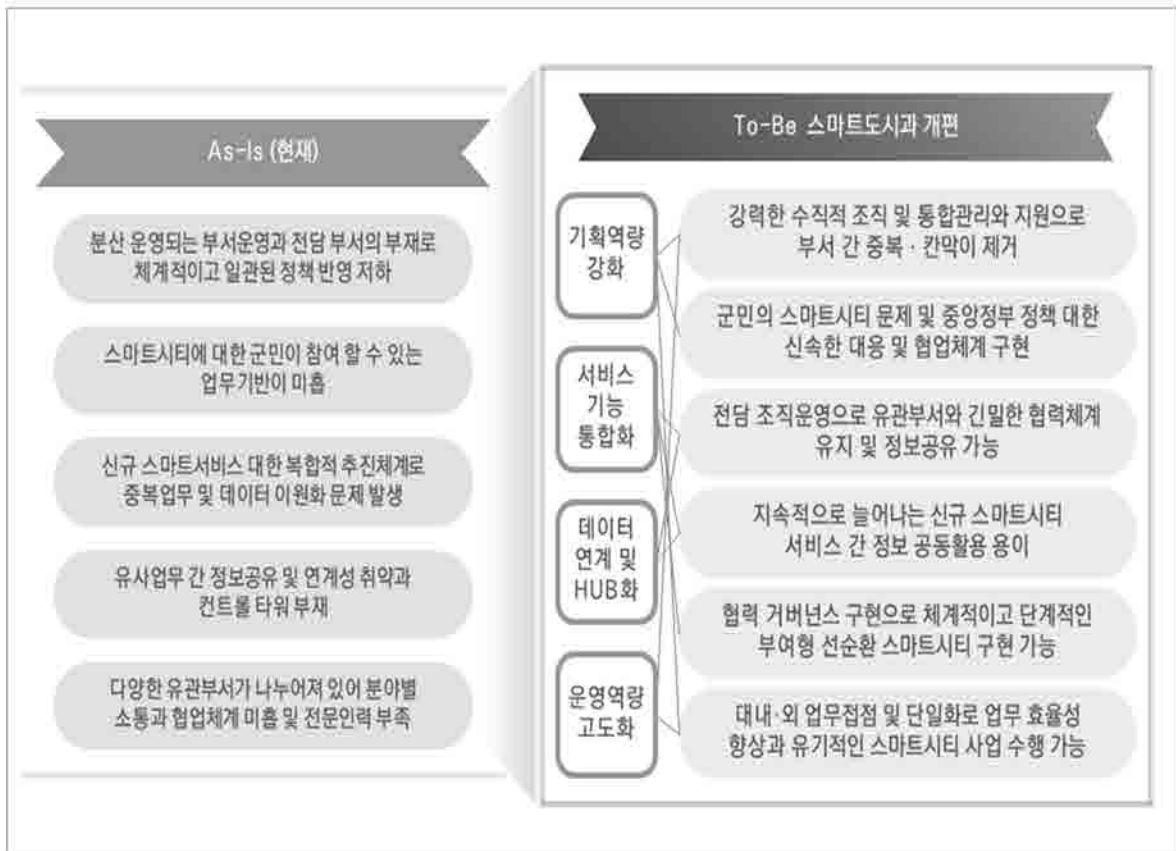 As-Is (현재)
분산 운영되는 부서운영과 전담 부서의 부재로
체계적이고 일관된 정책 반영 저하
스마트시티에 대한 군민이 참여 할 수 있는
업무기반이 미흡
신규 스마트서비스 대한 복합적 추진체계로
중복업무 및 데이터 이원화 문제 발생
유사업무 간 정보공유 및 연계성 취약과
컨트롤 타워 부재
다양한 유관부서가 나누어져 있어 분야별
소통과 협업체계 미흡 및 전문인력 부족
To-Be 스마트도시과 개편
기획역량
강화
서비스
기능
통합화
데이터
연계 및
HUB화
운영역량
고도화
강력한 수직적 조직 및 통합관리와 지원으로
부서 간 중복 · 칸막이 제거
군민의 스마트시티 문제 및 중앙정부 정책 대한
신속한 대응 및 협업체계 구현
전담 조직운영으로 유관부서와 긴밀한 협력체계
유지 및 정보공유 가능
지속적으로 늘어나는 신규 스마트시티
서비스 간 정보 공동활용 용이
협력 거버넌스 구현으로 체계적이고 단계적인
부여형 선순환 스마트시티 구현 가능
대내·외 업무접점 및 단일화로 업무 효율성
향상과 유기적인 스마트시티 사업 수행 가능